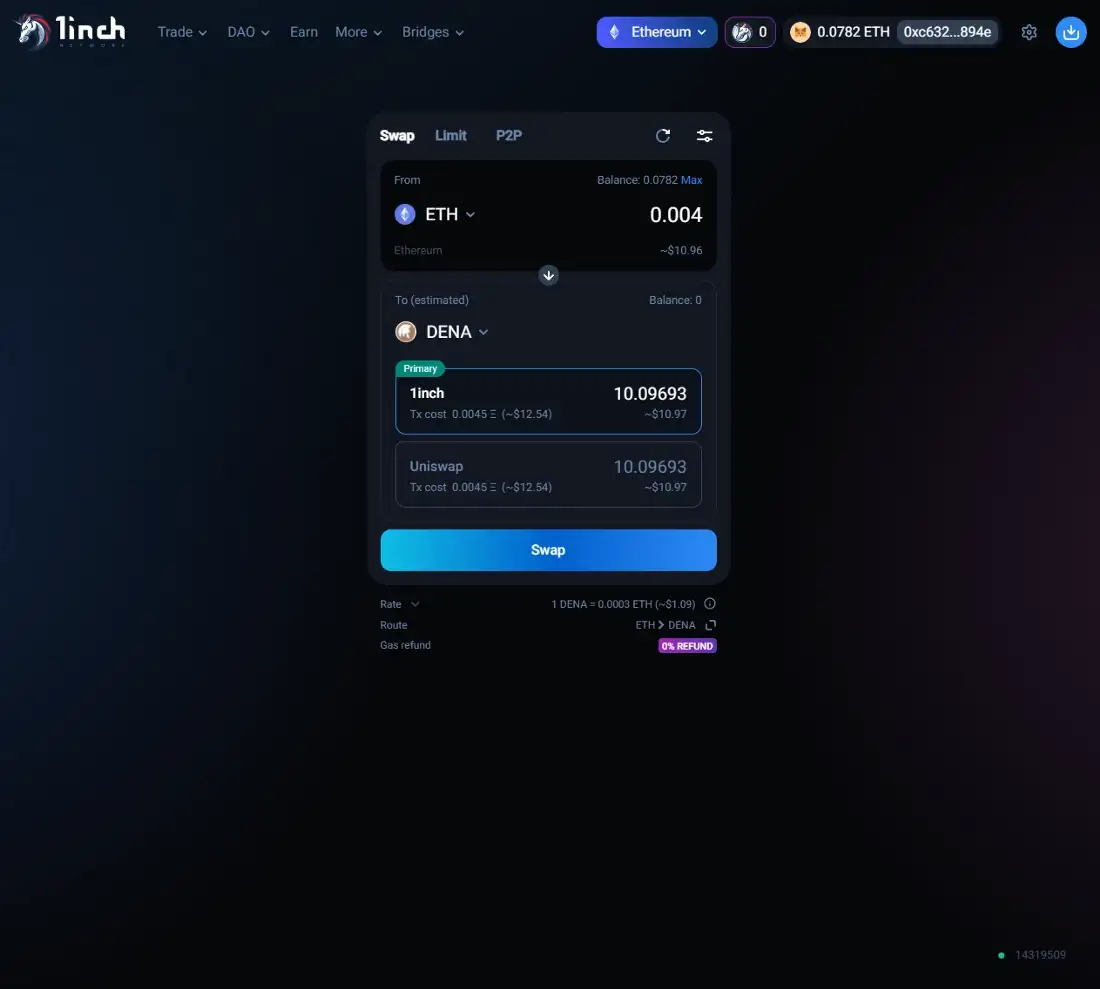 1inch
NETWORK
Trade
DAO
Earn
More
Bridges
Ethereum
0
0.0782 ETH
0xc632...894e
Swap
Limit
P2P
From
Balance: 0.0782 Max
ETH
0.004
Ethereum
~$10.96
To (estimated)
Balance: 0
DENA
Primary
1inch
10.09693
Tx cost 0.0045 Ξ (~$12.54)
~$10.97
Uniswap
10.09693
Tx cost 0.0045 Ξ (~$12.54)
~$10.97
Swap
Rate
1 DENA = 0.0003 ETH (~$1.09)
Route
ETH > DENA
Gas refund
0% REFUND
14319509